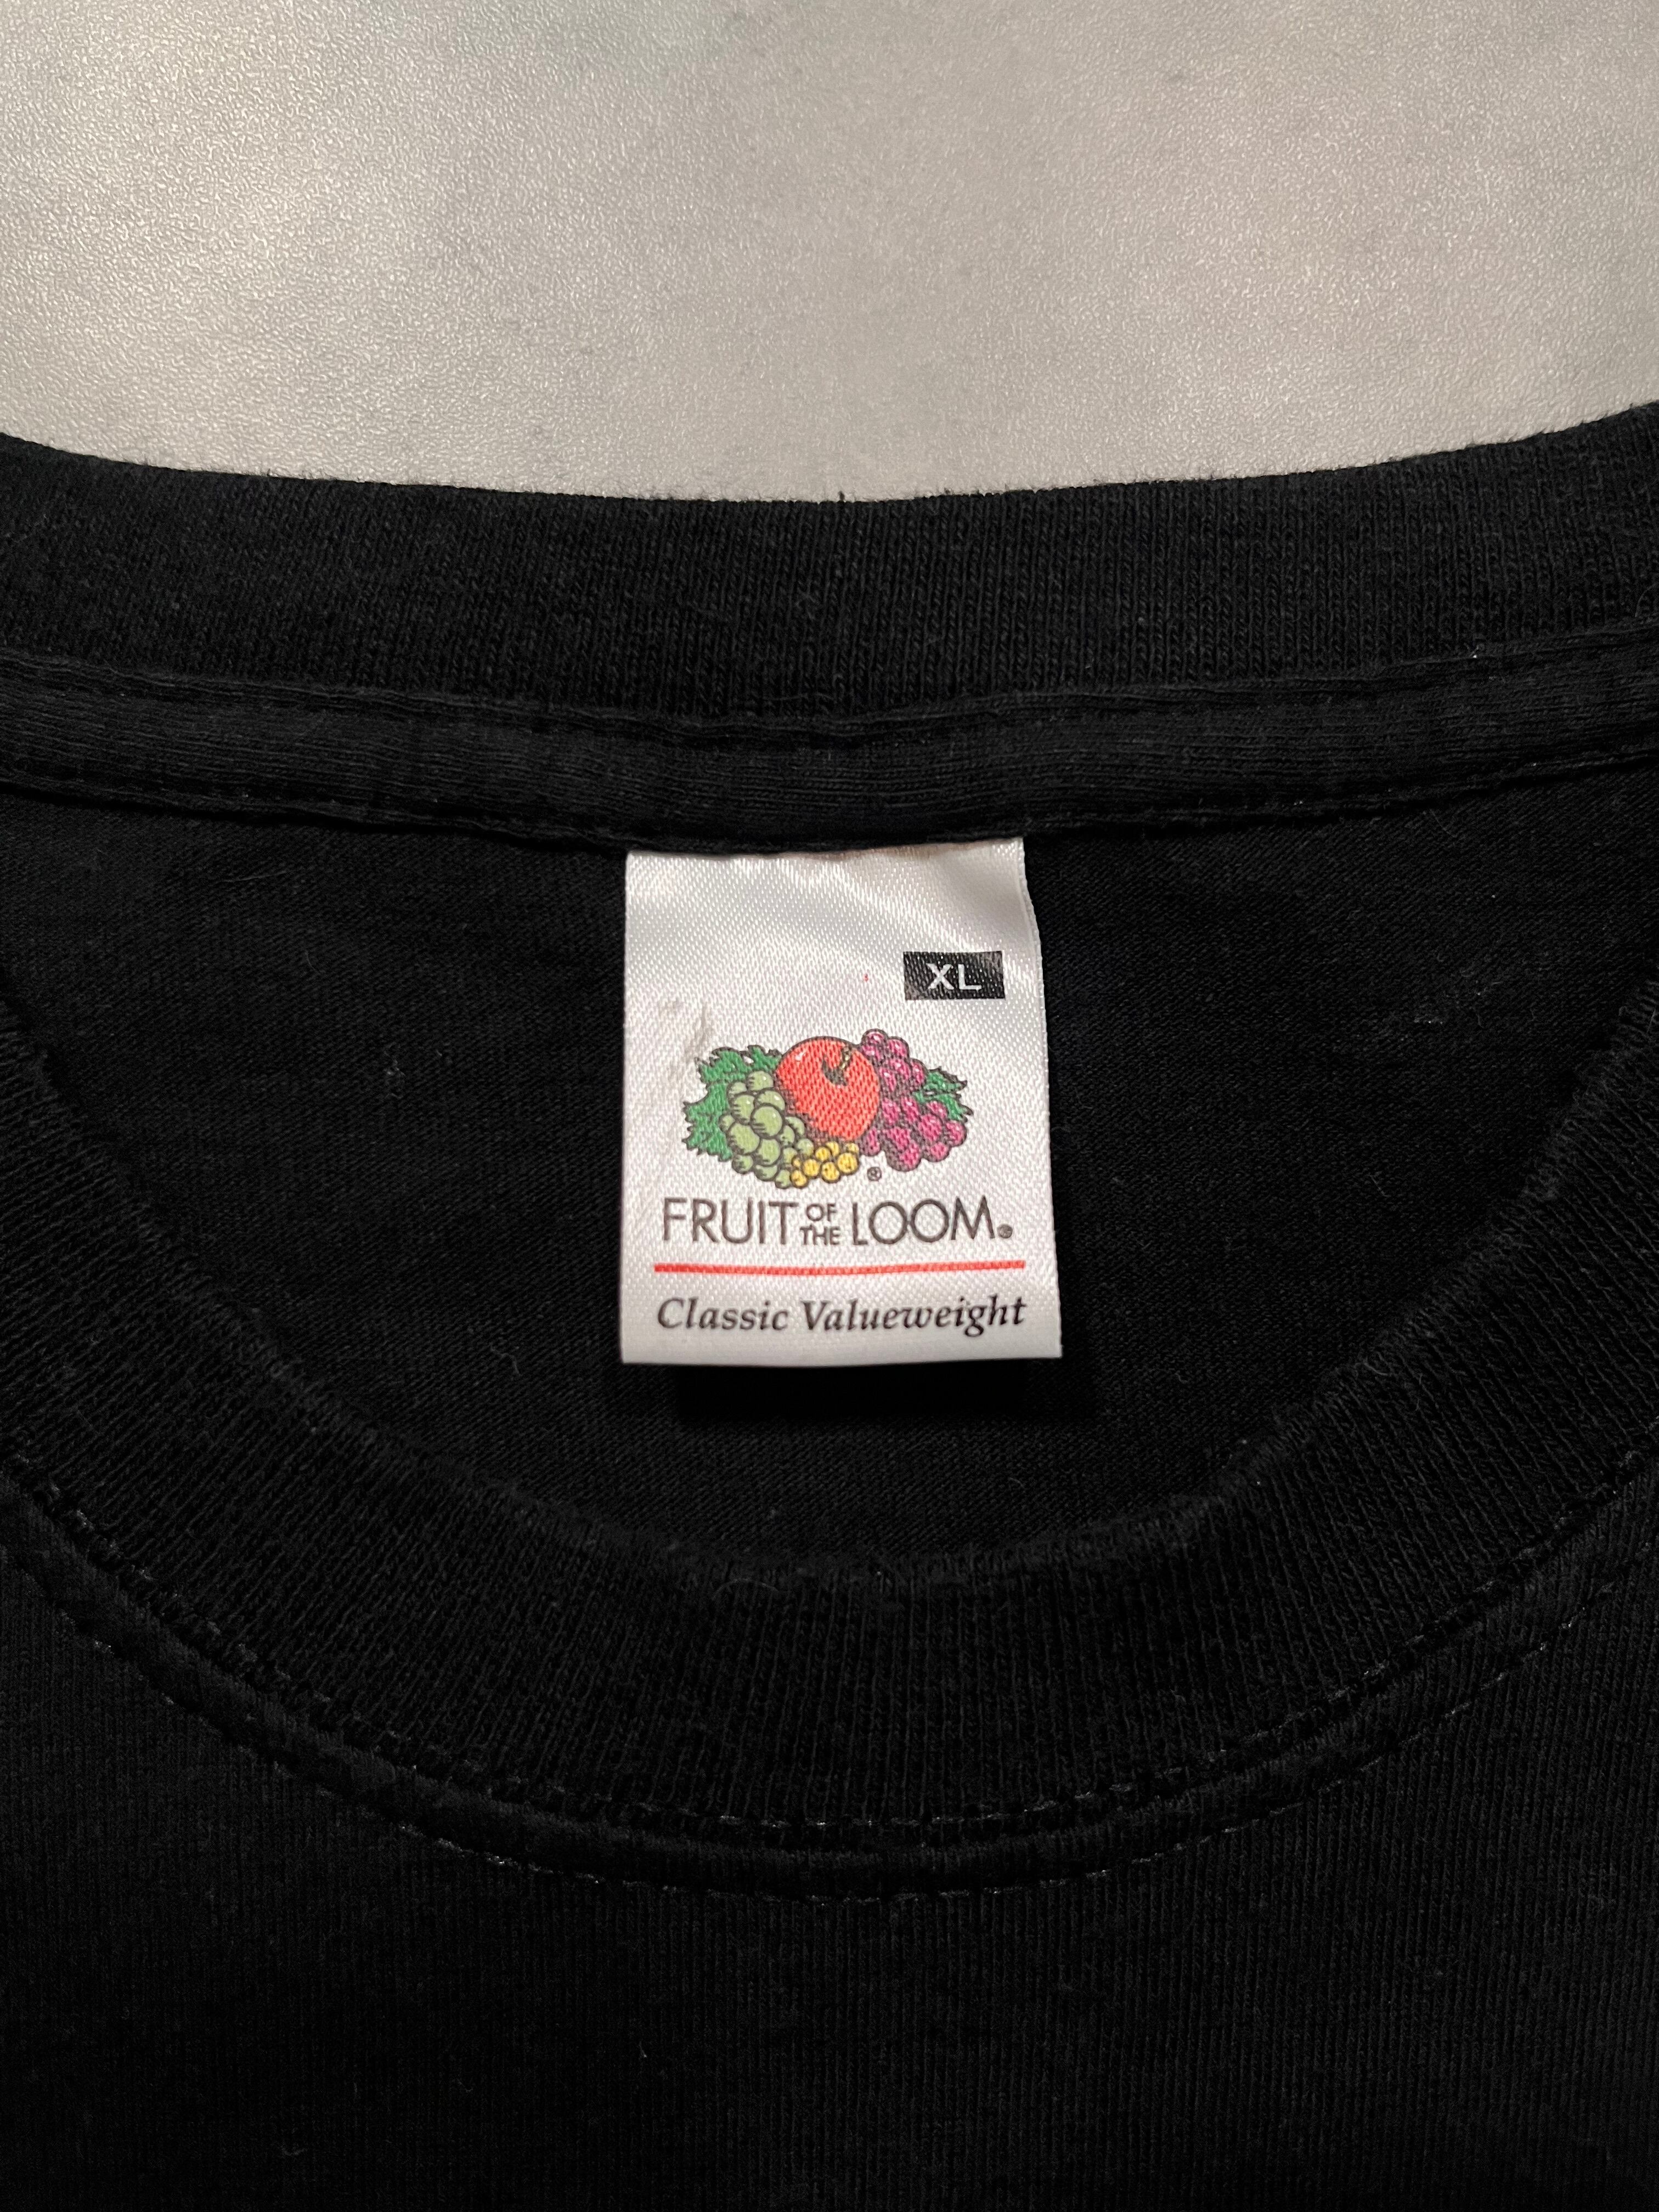 XL
®
FRUIT OF THE LOOM®
Classic Valueweight